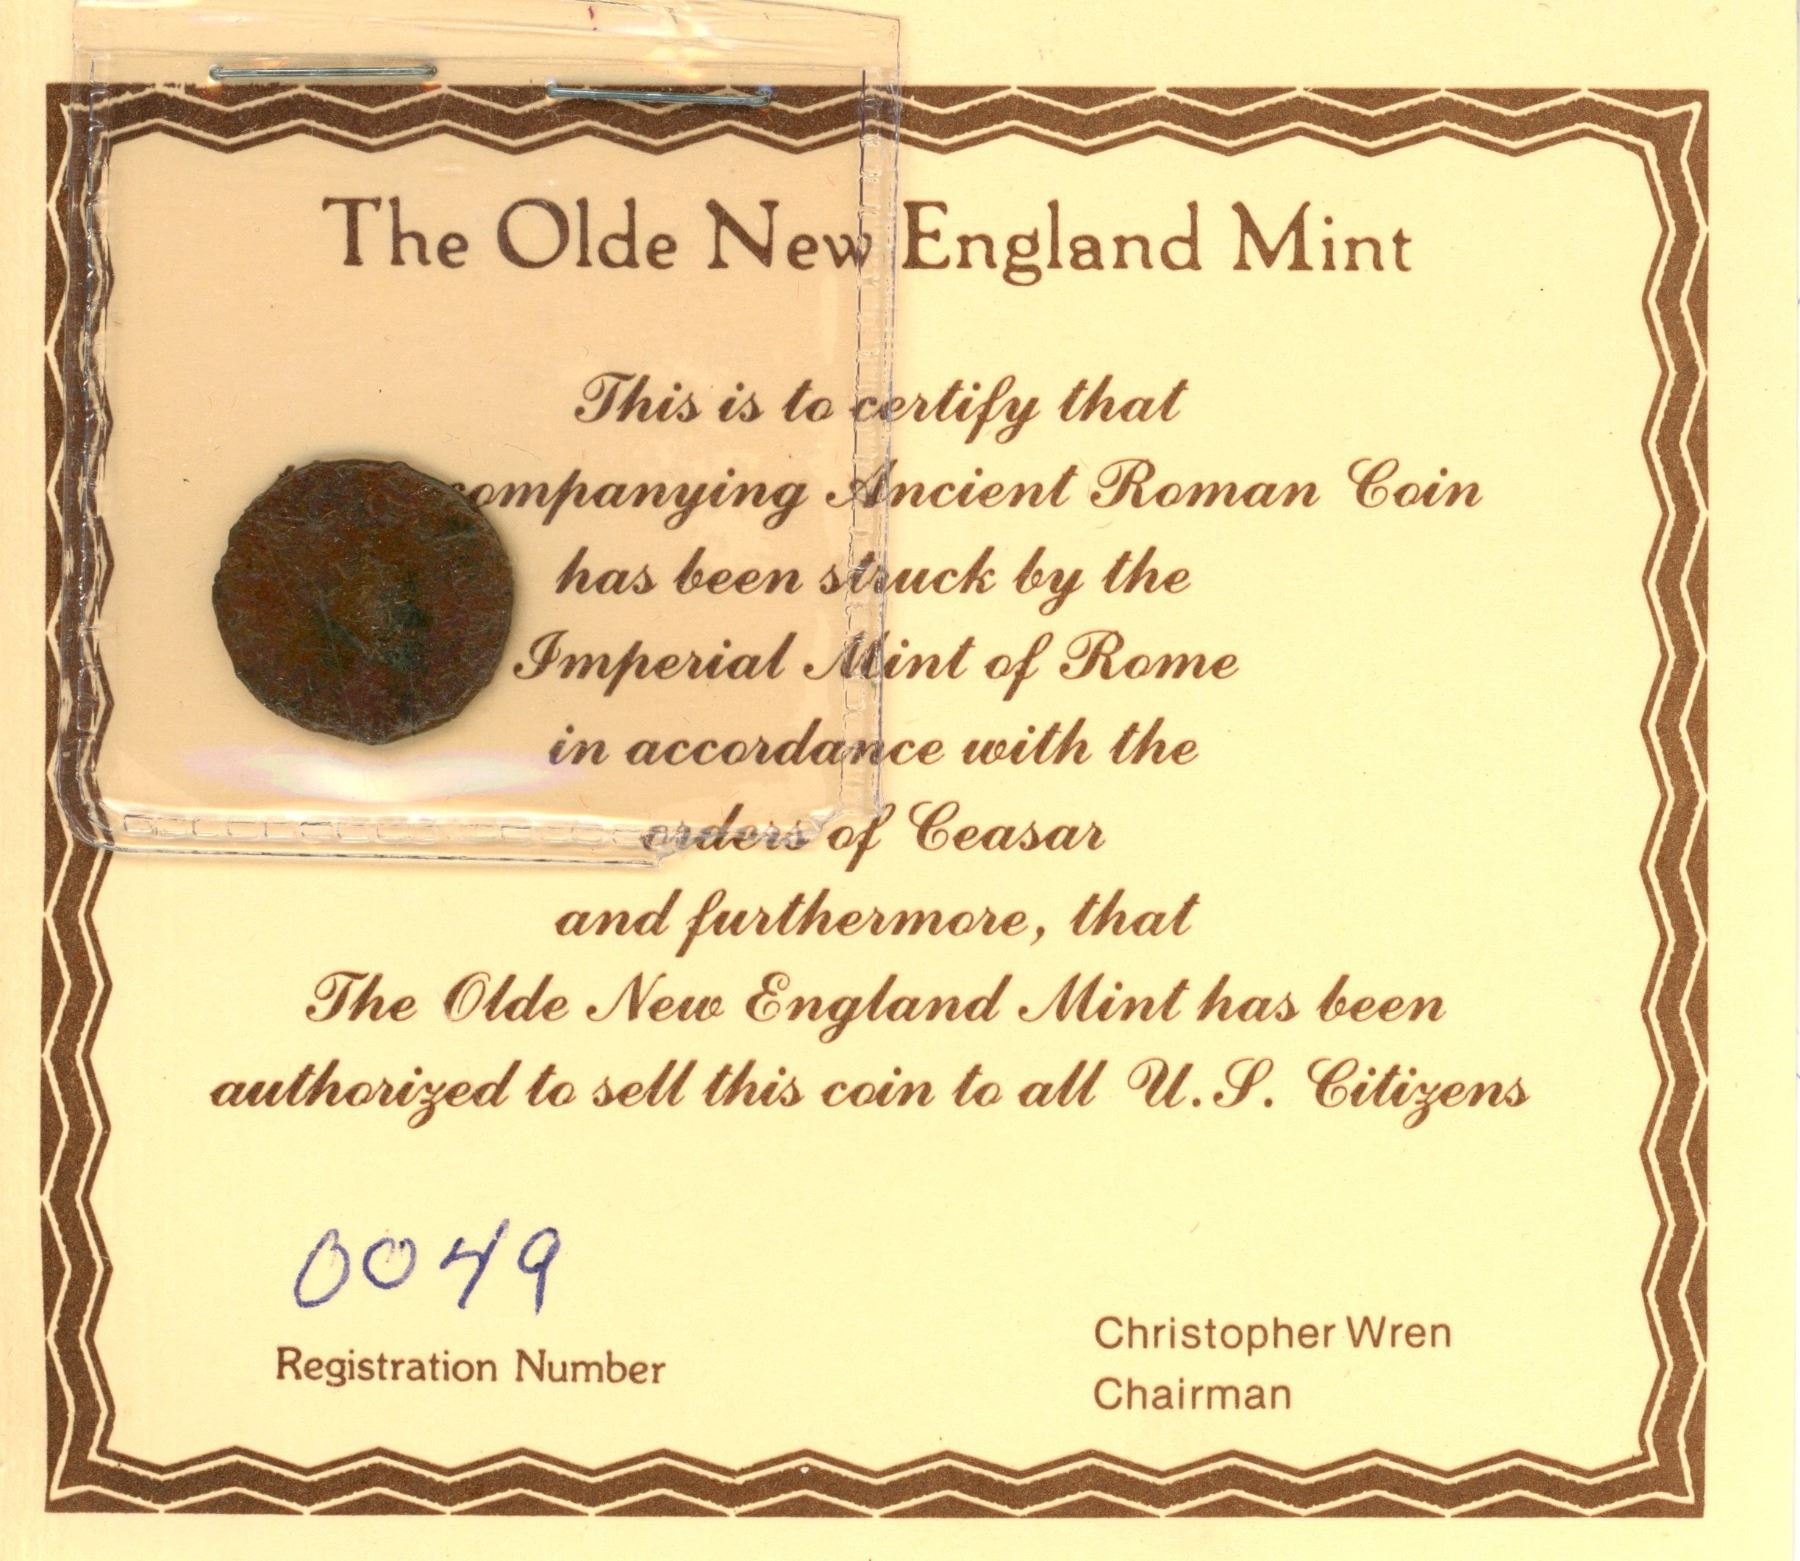 The Olde New England Mint
This is to certify that
companying Ancient Roman Coin
has been struck by the
Imperial Mint of Rome
in accordance with the
orders of Ceasar
and furthermore, that
The Olde New England Mint has been
authorized to sell this coin to all U.S. Citizens
0049
Registration Number
Christopher Wren
Chairman